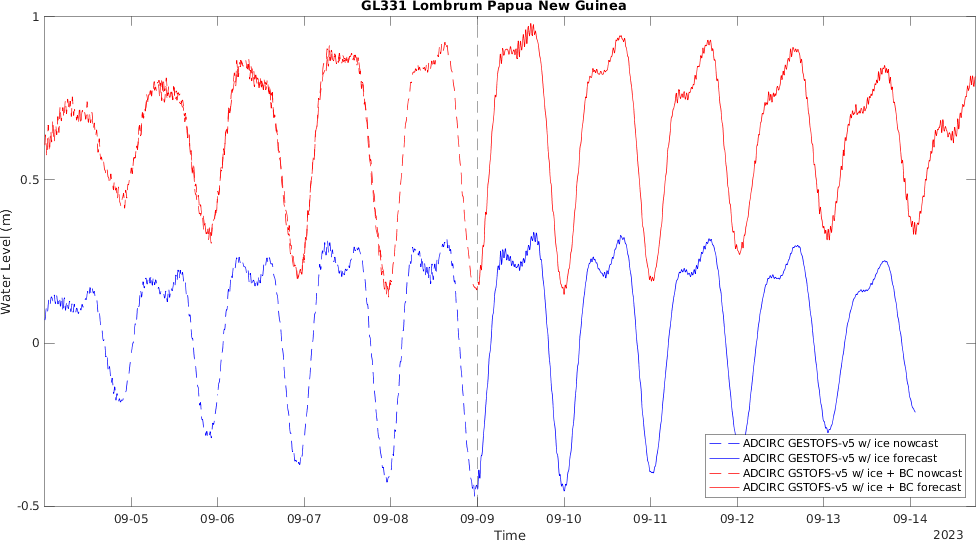 GL331 Lombrum Papua New Guinea
1
0.5
0
-0.5
Water Level (m)
09-05 09-06 09-07 09-08 09-09 09-10 09-11 09-12 09-13 09-14
Time
2023
ADCIRC GESTOFS-v5 w/ ice nowcast
ADCIRC GESTOFS-v5 w/ ice forecast
ADCIRC GSTOFS-v5 w/ ice + BC nowcast
ADCIRC GSTOFS-v5 w/ ice + BC forecast